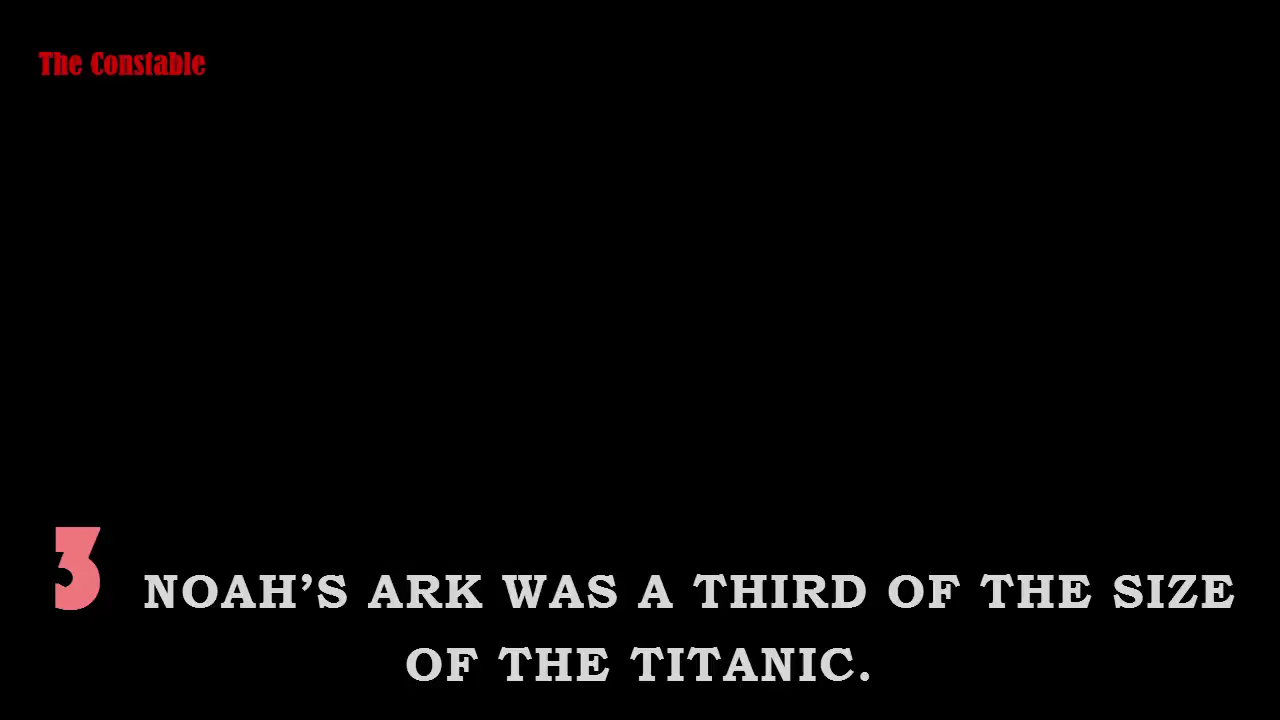 The Constable
3 NOAH’S ARK WAS A THIRD OF THE SIZE
OF THE TITANIC.